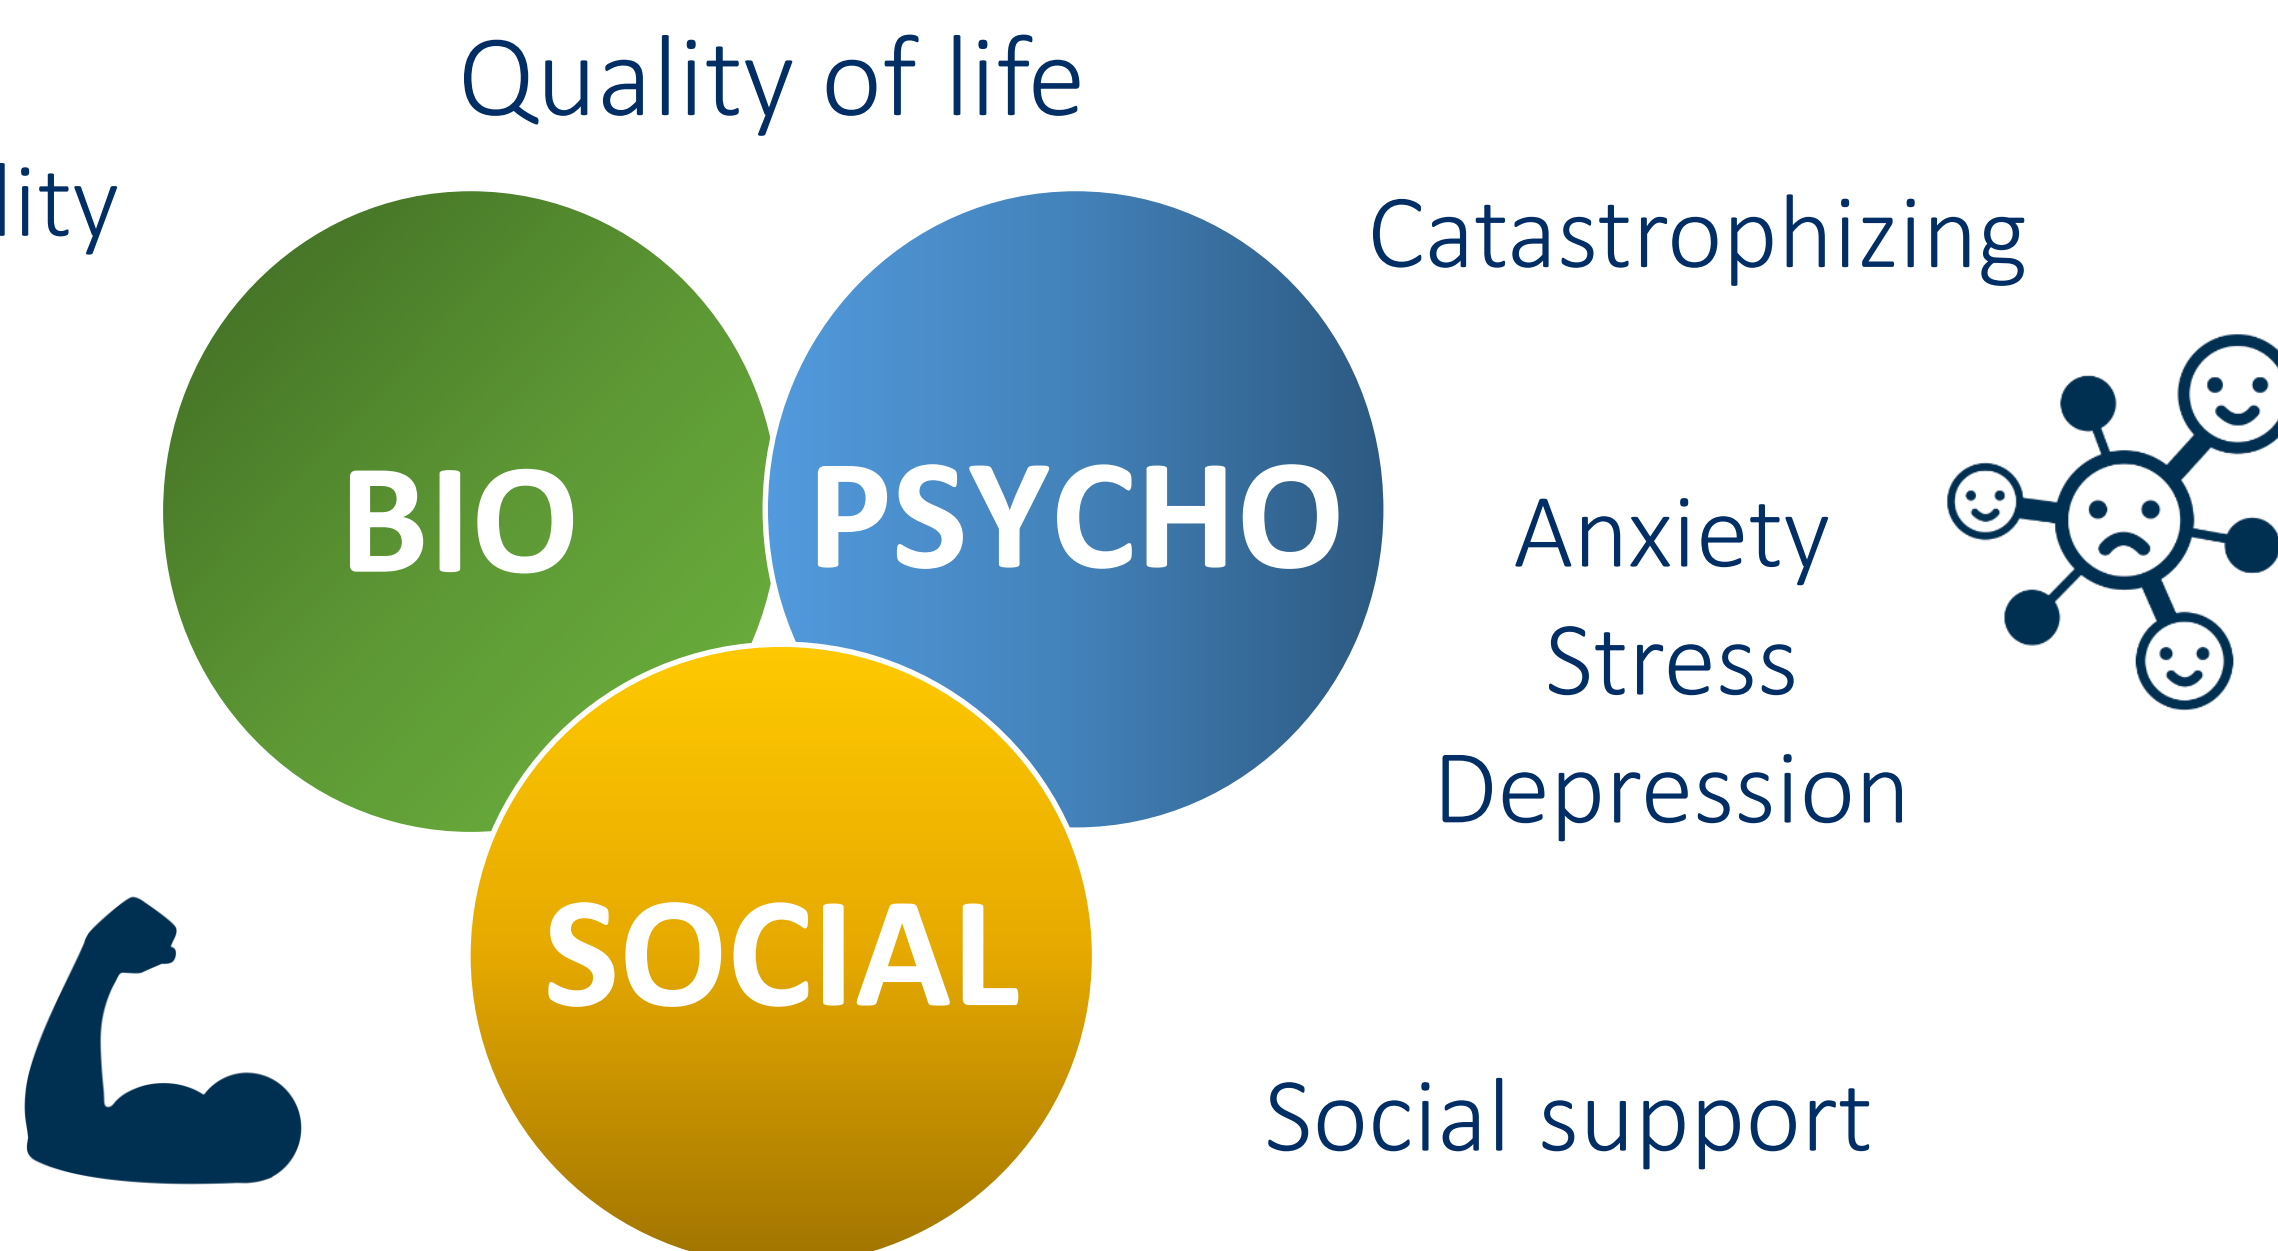 Quality of life
lity
Catastrophizing
BIO
PSYCHO
Anxiety
Stress
Depression
SOCIAL
Social support